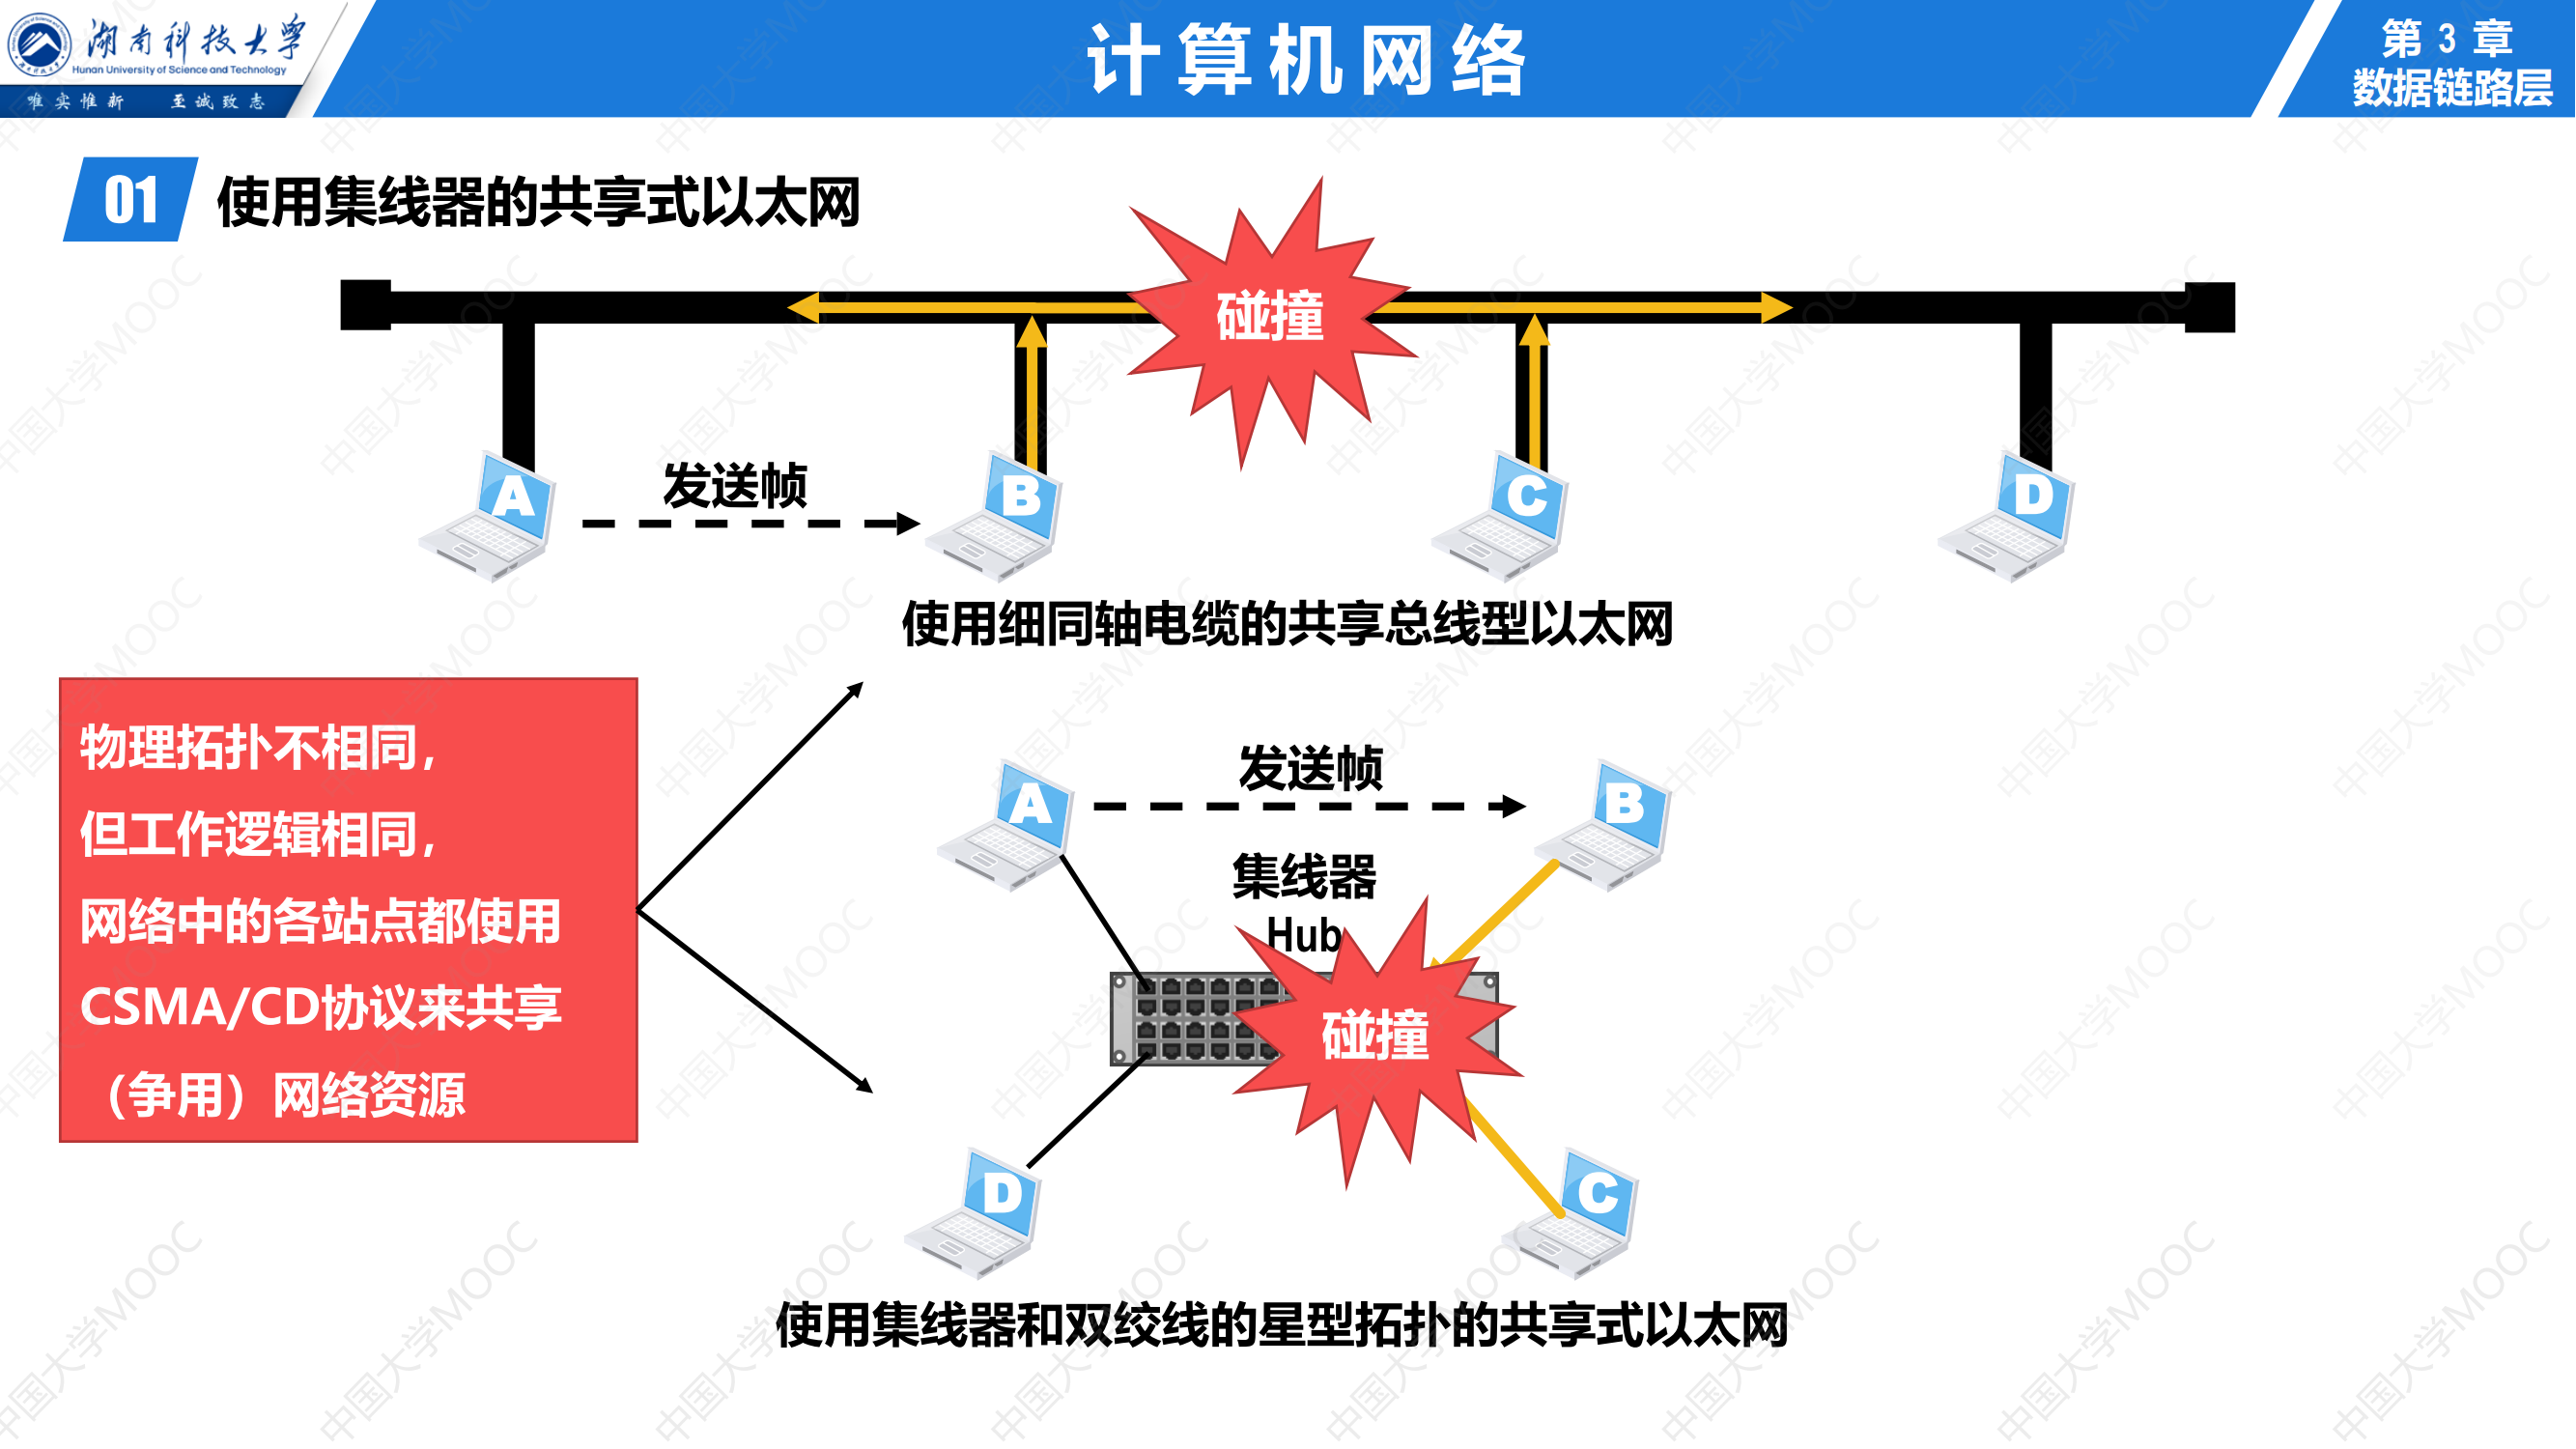 湖南科技大学
Hunan University of Science and Technology
唯实惟新 至诚致志
计算机网络
第 3 章
数据链路层
01 使用集线器的共享式以太网
碰撞
发送帧
A
B
C
D
使用细同轴电缆的共享总线型以太网
物理拓扑不相同，
但工作逻辑相同，
网络中的各站点都使用
CSMA/CD协议来共享
（争用）网络资源
发送帧
A
B
集线器
Hub
碰撞
D
C
使用集线器和双绞线的星型拓扑的共享式以太网
中国大学MOOC